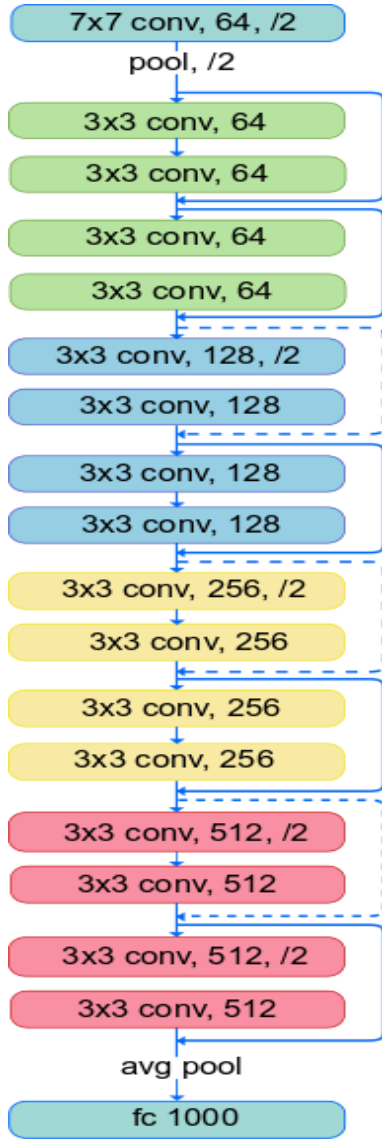 7x7 conv, 64, /2
pool, /2
3x3 conv, 64
3x3 conv, 64
3x3 conv, 64
3x3 conv, 64
3x3 conv, 128, /2
3x3 conv, 128
3x3 conv, 128
3x3 conv, 128
3x3 conv, 256, /2
3x3 conv, 256
3x3 conv, 256
3x3 conv, 256
3x3 conv, 512, /2
3x3 conv, 512
3x3 conv, 512, /2
3x3 conv, 512
avg pool
fc 1000